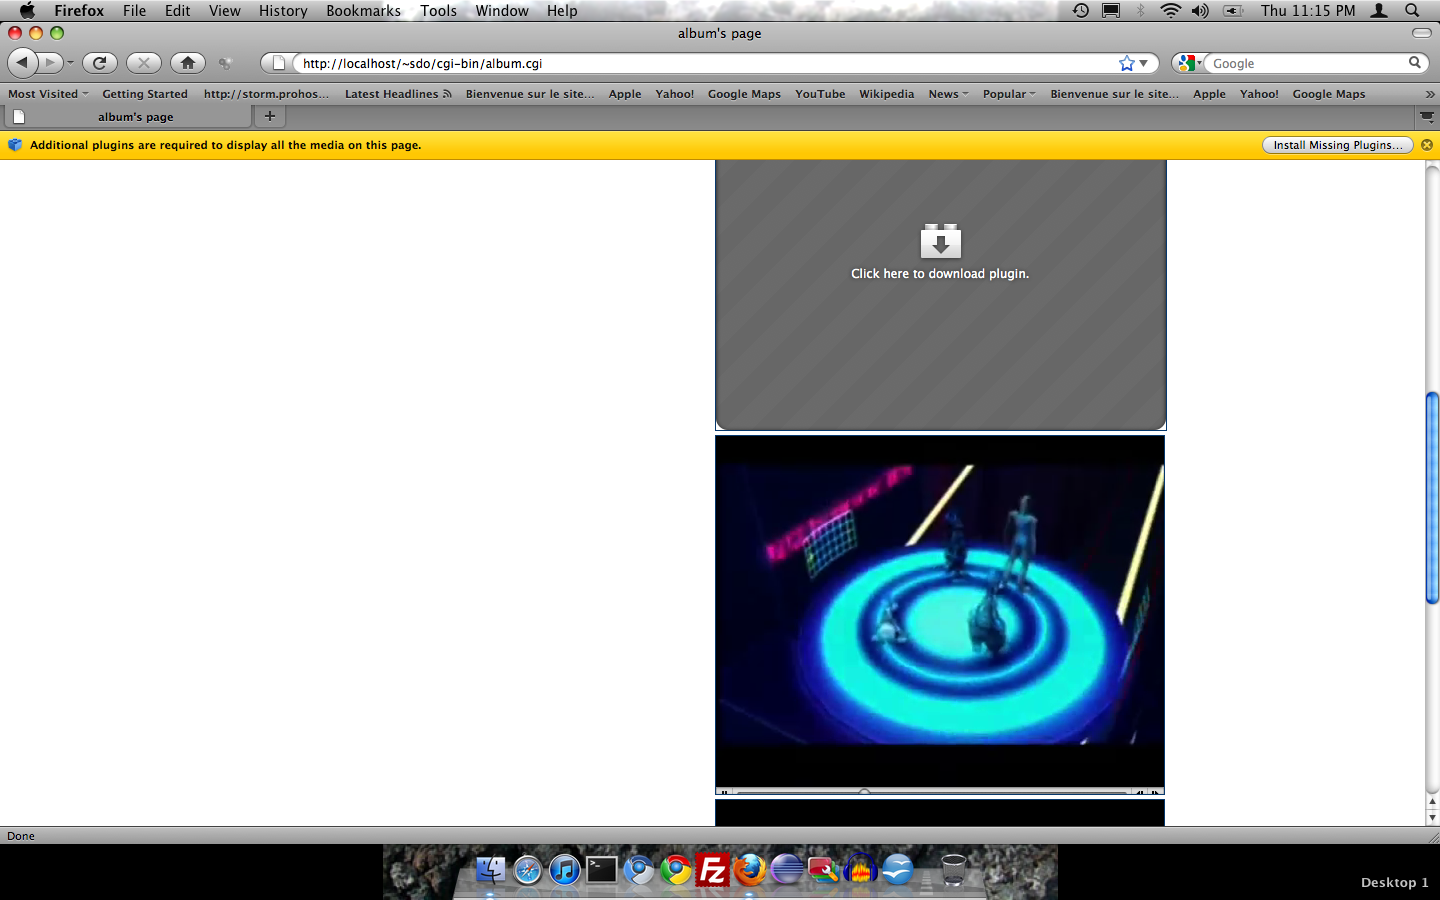 Firefox File Edit View History Bookmarks Tools Window Help Thu 11:15 PM
album's page
http://localhost/~sdo/cgi-bin/album.cgi Google
Most Visited Getting Started http://storm.prohos... Latest Headlines Bienvenue sur le site... Apple Yahoo! Google Maps YouTube Wikipedia News Popular Bienvenue sur le site... Apple Yahoo! Google Maps »
album's page +
Additional plugins are required to display all the media on this page. Install Missing Plugins...
Click here to download plugin.
Done
>_
FZ
Desktop 1